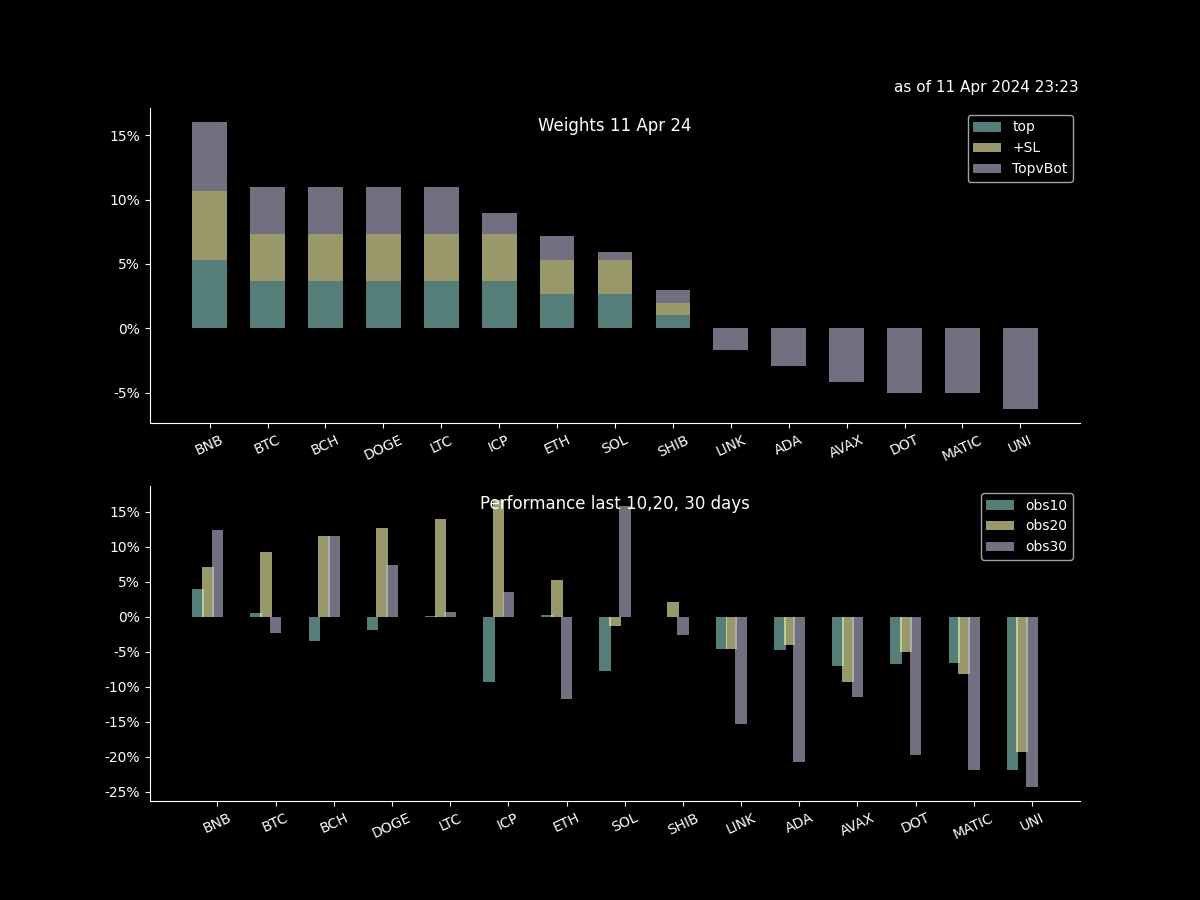 as of 11 Apr 2024 23:23
Weights 11 Apr 24
top
+SL
TopvBot
15%
10%
5%
0%
-5%
BNB BTC BCH DOGE LTC ICP ETH SOL SHIB LINK ADA AVAX DOT MATIC UNI
Performance last 10,20, 30 days
obs10
obs20
obs30
15%
10%
5%
0%
-5%
-10%
-15%
-20%
-25%
BNB BTC BCH DOGE LTC ICP ETH SOL SHIB LINK ADA AVAX DOT MATIC UNI